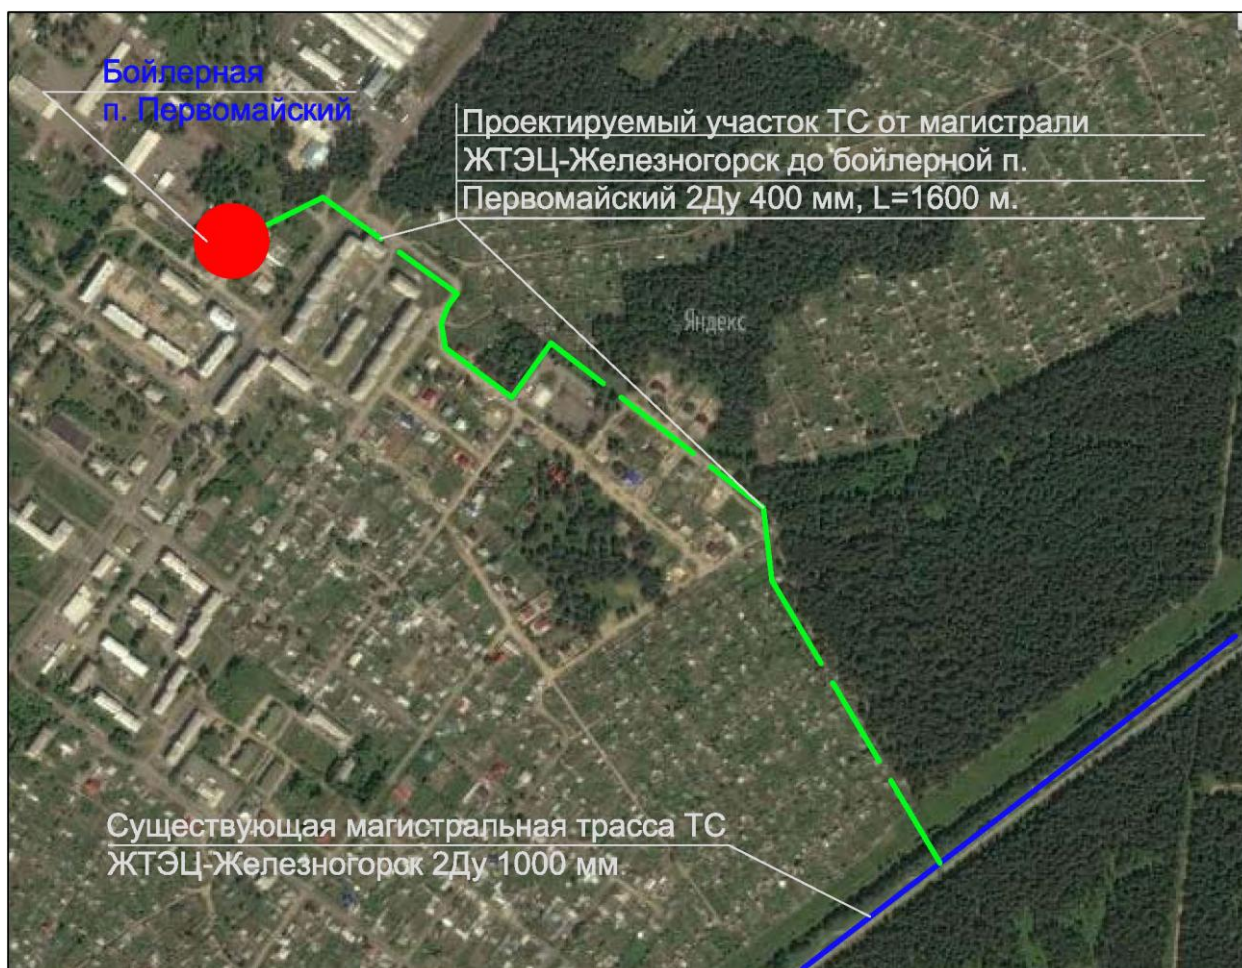 Бойлерная
п. Первомайский
Проектируемый участок ТС от магистрали
ЖТЭЦ-Железногорск до бойлерной п.
Первомайский 2Ду 400 мм, L=1600 м.
Яндекс
Существующая магистральная трасса ТС
ЖТЭЦ-Железногорск 2Ду 1000 мм